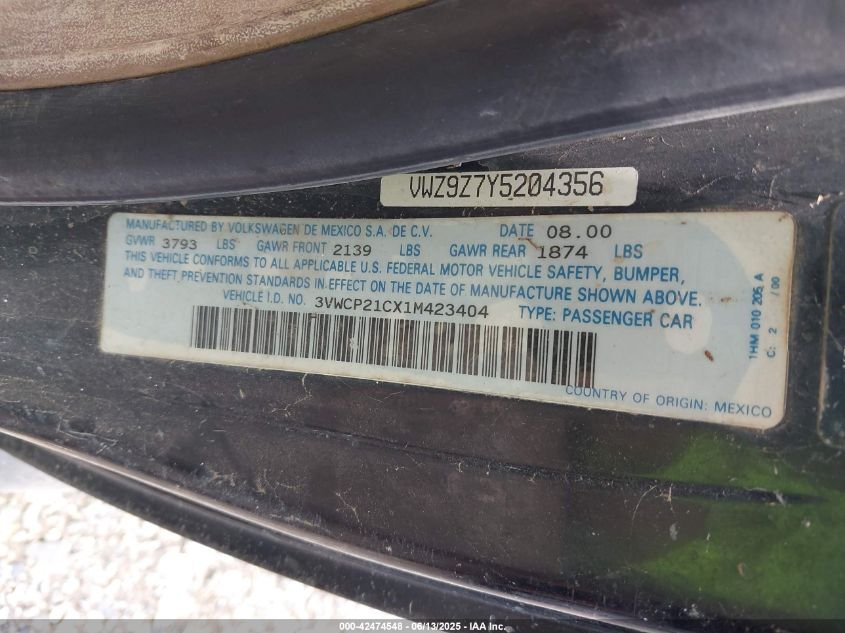 VWZ9Z7Y5204356
MANUFACTURED BY VOLKSWAGEN DE MEXICO S.A. DE C.V. DATE 08.00
GVWR 3793 LBS GAWR FRONT 2139 LBS GAWR REAR 1874 LBS
THIS VEHICLE CONFORMS TO ALL APPLICABLE U.S. FEDERAL MOTOR VEHICLE SAFETY, BUMPER,
AND THEFT PREVENTION STANDARDS IN EFFECT ON THE DATE OF MANUFACTURE SHOWN ABOVE.
VEHICLE I.D. NO. 3VWCP21CX1M423404 TYPE: PASSENGER CAR
COUNTRY OF ORIGIN: MEXICO
1HM 010 205 A
C: 2 /00
000-42474548 - 06/13/2025 - IAA Inc.